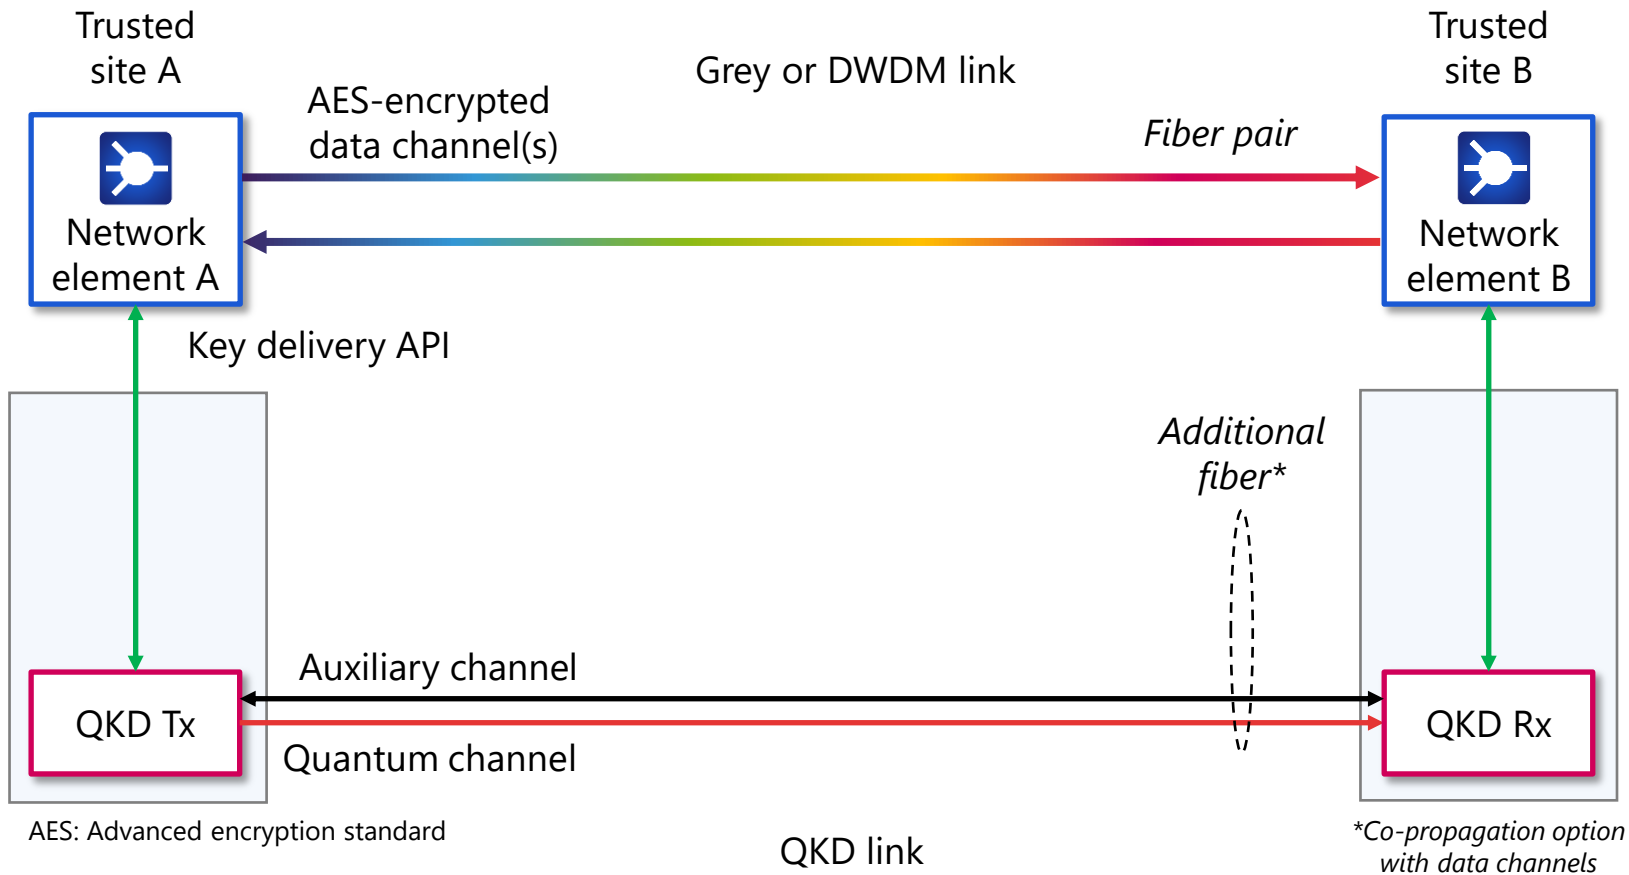 Trusted
site A
Trusted
site B
Grey or DWDM link
AES-encrypted
data channel(s)
Fiber pair
Network
element A
Network
element B
Key delivery API
Additional
fiber*
Auxiliary channel
QKD Tx
QKD Rx
Quantum channel
AES: Advanced encryption standard
QKD link
*Co-propagation option
with data channels